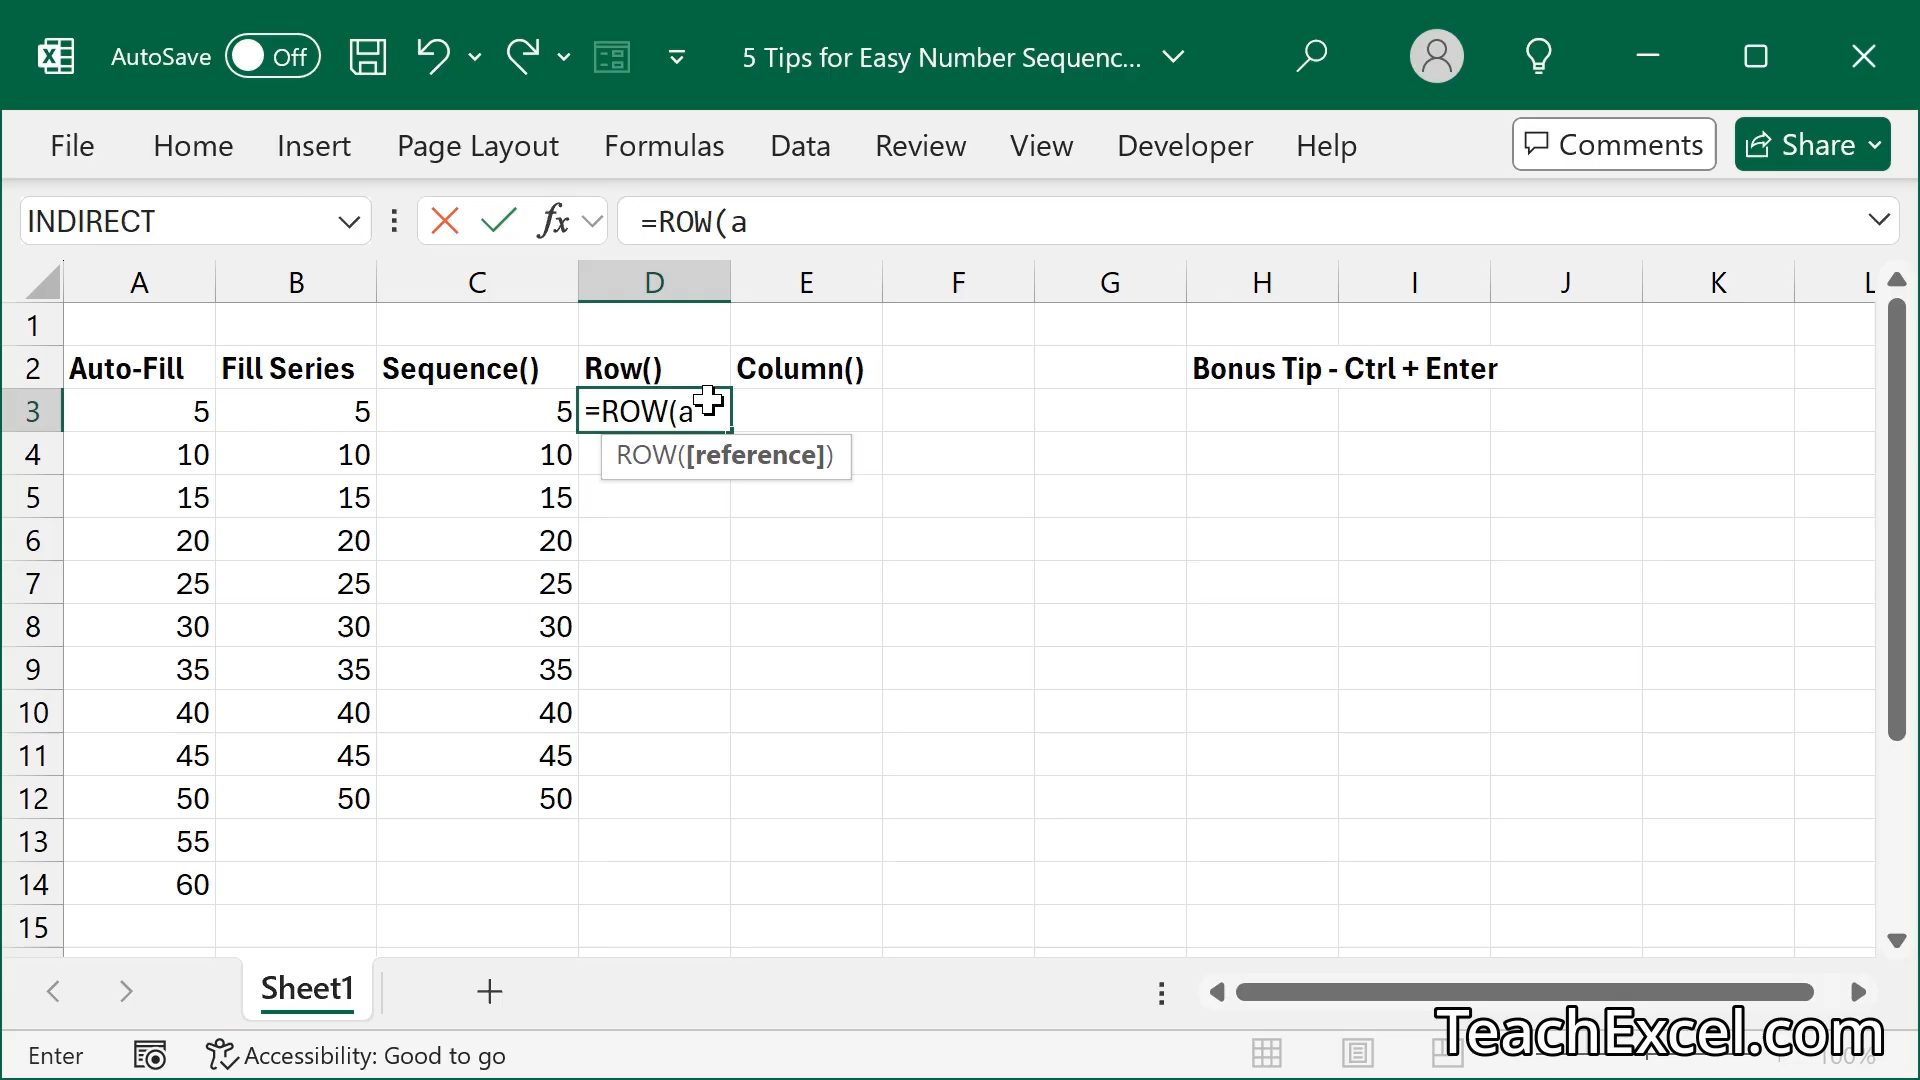 AutoSave Off 5 Tips for Easy Number Sequenc...
File Home Insert Page Layout Formulas Data Review View Developer Help Comments Share
INDIRECT fx =ROW(a
A B C D E F G H I J K L
1
2 Auto-Fill Fill Series Sequence() Row() Column() Bonus Tip - Ctrl + Enter
3 5 5 5 =ROW(a
4 10 10 10 ROW([reference])
5 15 15 15
6 20 20 20
7 25 25 25
8 30 30 30
9 35 35 35
10 40 40 40
11 45 45 45
12 50 50 50
13 55
14 60
15
Sheet1
TeachExcel.com
Enter Accessibility: Good to go 100%